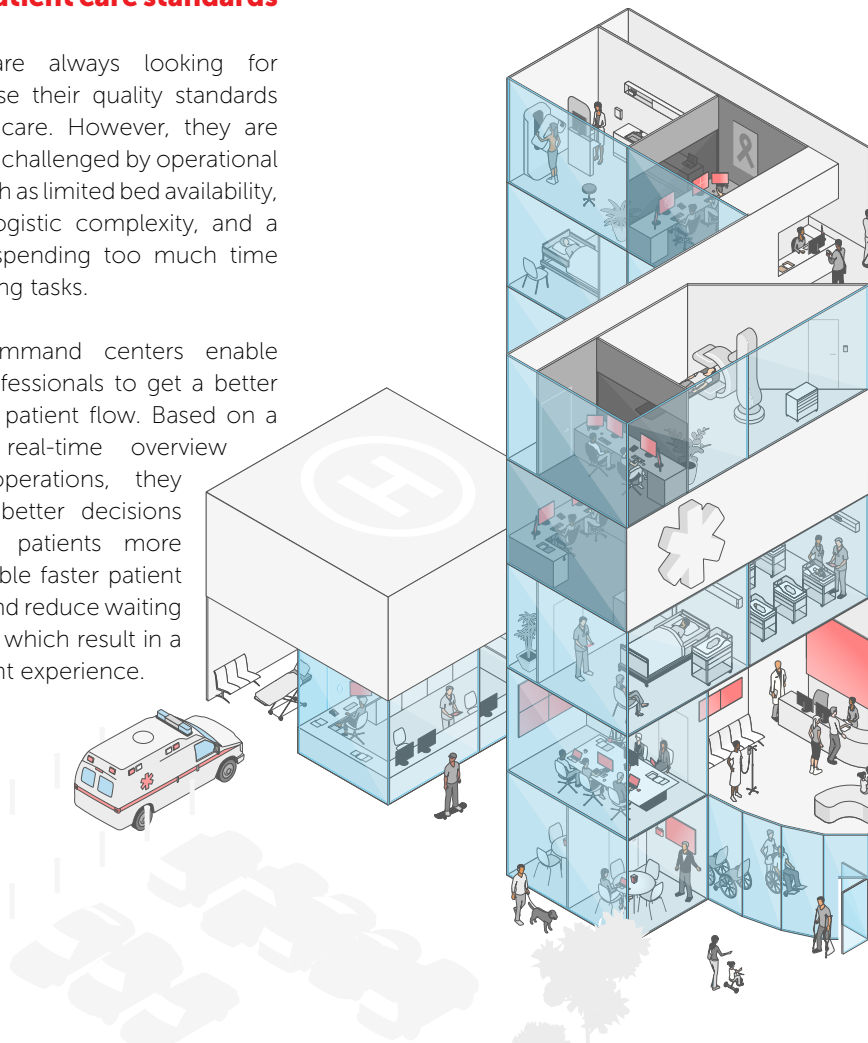 atient care standards
are always looking for
se their quality standards
care. However, they are
challenged by operational
h as limited bed availability,
ogistic complexity, and a
spending too much time
ng tasks.
mmand centers enable
fessionals to get a better
patient flow. Based on a
real-time overview
perations, they
better decisions
patients more
ble faster patient
nd reduce waiting
which result in a
nt experience.
H